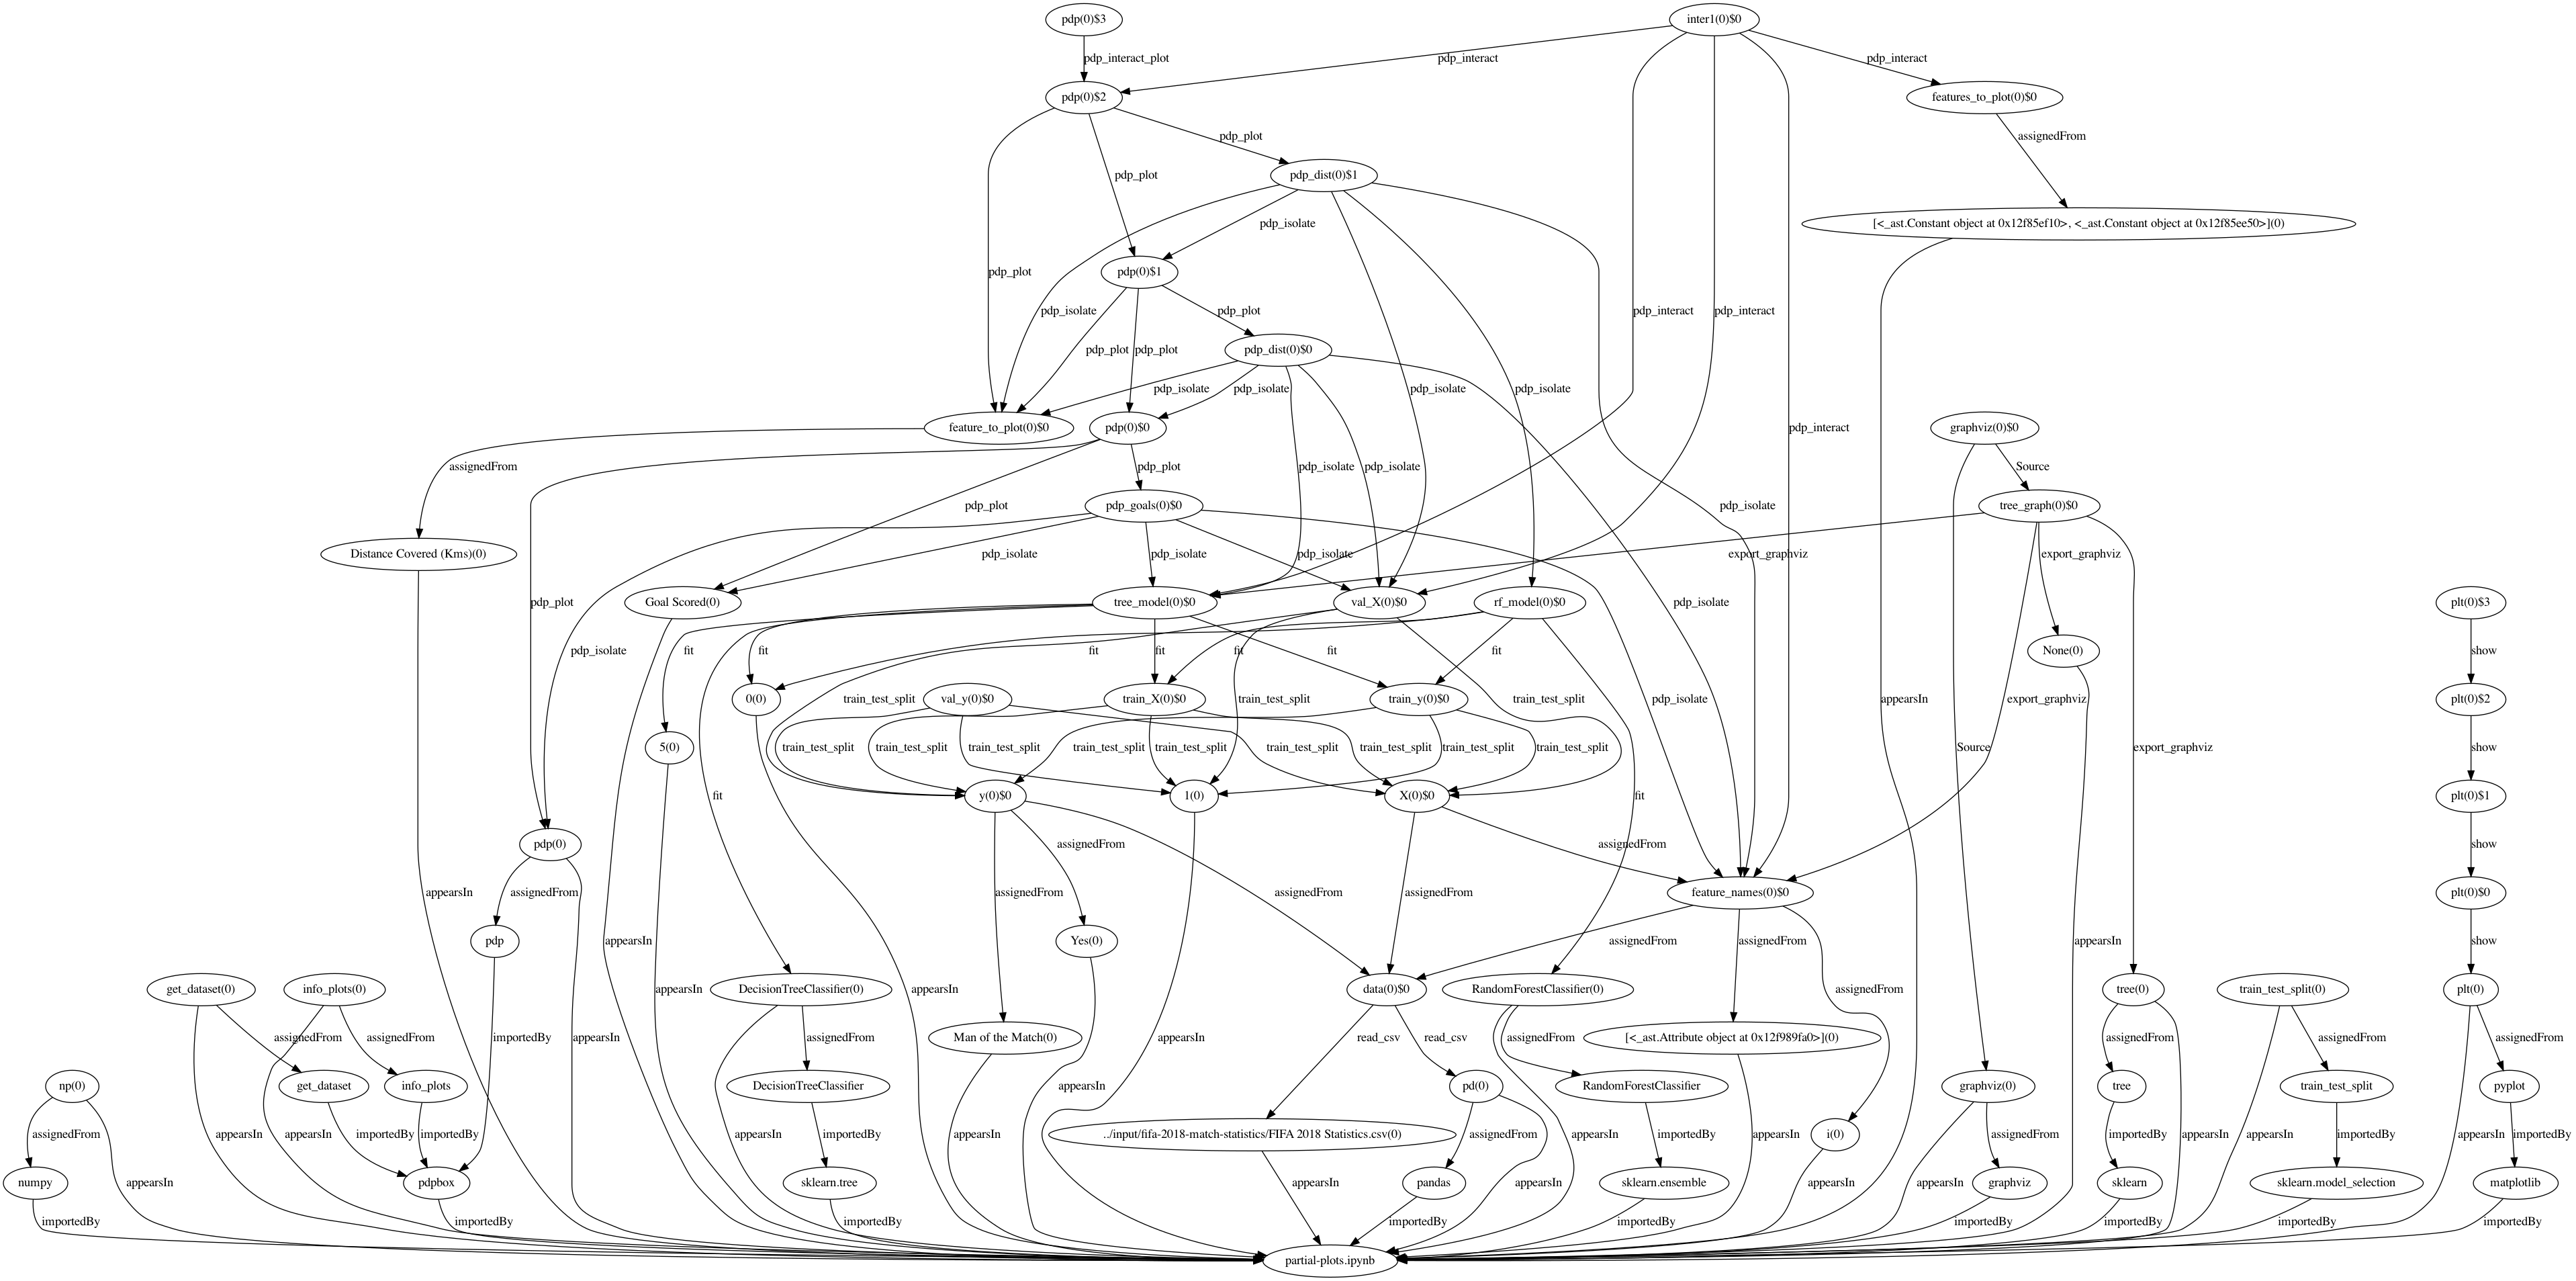 pdp(0)$3
inter1(0)$0
pdp_interact_plot
pdp_interact
pdp_interact
pdp(0)$2
features_to_plot(0)$0
pdp_plot
assignedFrom
pdp_plot
pdp_dist(0)$1
pdp_isolate
[<_ast.Constant object at 0x12f85ef10>, <_ast.Constant object at 0x12f85ee50>](0)
pdp_plot
pdp(0)$1
pdp_isolate
pdp_plot
pdp_interact
pdp_interact
pdp_plot
pdp_plot
pdp_dist(0)$0
pdp_isolate
pdp_isolate
pdp_isolate
pdp_isolate
feature_to_plot(0)$0
pdp(0)$0
pdp_interact
graphviz(0)$0
assignedFrom
pdp_plot
pdp_isolate
pdp_isolate
Source
pdp_plot
pdp_goals(0)$0
pdp_isolate
tree_graph(0)$0
Distance Covered (Kms)(0)
pdp_isolate
pdp_isolate
pdp_isolate
export_graphviz
export_graphviz
pdp_plot
Goal Scored(0)
tree_model(0)$0
val_X(0)$0
rf_model(0)$0
pdp_isolate
plt(0)$3
pdp_isolate
fit
fit
fit
fit
fit
fit
fit
None(0)
show
0(0)
train_test_split
val_y(0)$0
train_X(0)$0
train_test_split
train_y(0)$0
train_test_split
pdp_isolate
appearsIn
export_graphviz
plt(0)$2
5(0)
train_test_split
train_test_split
train_test_split
train_test_split
train_test_split
train_test_split
train_test_split
train_test_split
train_test_split
Source
export_graphviz
show
fit
y(0)$0
1(0)
X(0)$0
fit
plt(0)$1
pdp(0)
assignedFrom
assignedFrom
show
appearsIn
assignedFrom
assignedFrom
assignedFrom
assignedFrom
feature_names(0)$0
plt(0)$0
pdp
appearsIn
Yes(0)
assignedFrom
assignedFrom
appearsIn
show
get_dataset(0)
info_plots(0)
appearsIn
DecisionTreeClassifier(0)
appearsIn
data(0)$0
RandomForestClassifier(0)
assignedFrom
tree(0)
train_test_split(0)
plt(0)
assignedFrom
assignedFrom
importedBy
appearsIn
assignedFrom
Man of the Match(0)
appearsIn
read_csv
read_csv
assignedFrom
[<_ast.Attribute object at 0x12f989fa0>](0)
assignedFrom
assignedFrom
assignedFrom
np(0)
get_dataset
info_plots
DecisionTreeClassifier
appearsIn
pd(0)
RandomForestClassifier
graphviz(0)
tree
train_test_split
pyplot
assignedFrom
appearsIn
appearsIn
importedBy
importedBy
appearsIn
importedBy
appearsIn
../input/fifa-2018-match-statistics/FIFA 2018 Statistics.csv(0)
assignedFrom
appearsIn
importedBy
appearsIn
i(0)
assignedFrom
importedBy
appearsIn
appearsIn
importedBy
appearsIn
importedBy
numpy
appearsIn
pdpbox
sklearn.tree
appearsIn
pandas
appearsIn
sklearn.ensemble
appearsIn
appearsIn
graphviz
sklearn
sklearn.model_selection
matplotlib
importedBy
importedBy
importedBy
importedBy
importedBy
importedBy
importedBy
importedBy
importedBy
partial-plots.ipynb